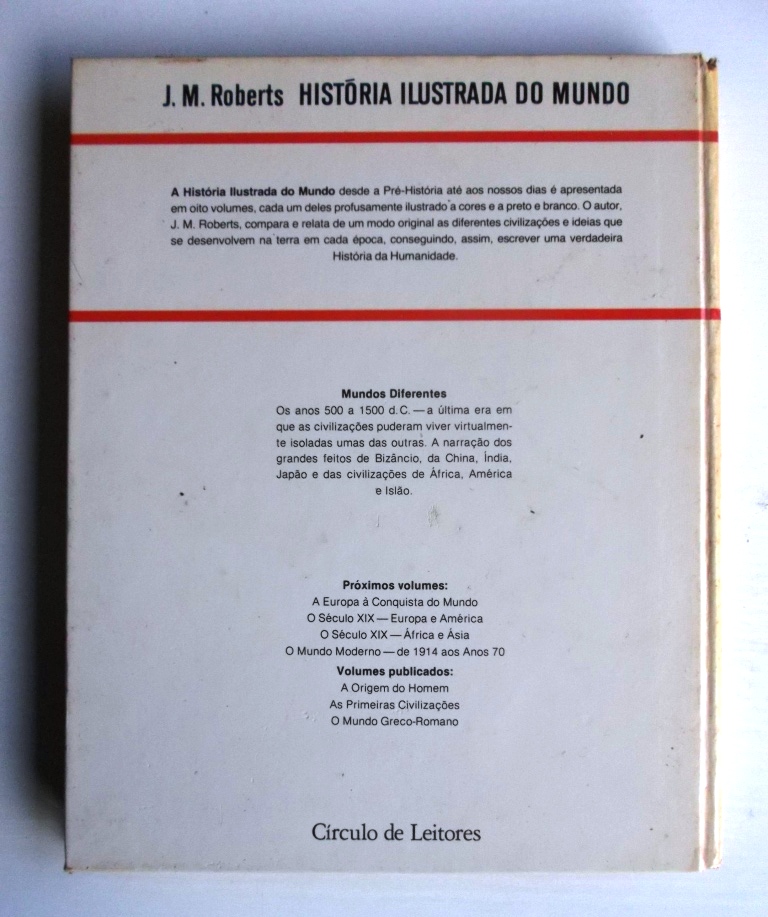 J. M. Roberts HISTÓRIA ILUSTRADA DO MUNDO
A História Ilustrada do Mundo desde a Pré-História até aos nossos dias é apresentada
em oito volumes, cada um deles profusamente ilustrado a cores e a preto e branco. O autor,
J. M. Roberts, compara e relata de um modo original as diferentes civilizações e ideias que
se desenvolvem na terra em cada época, conseguindo, assim, escrever uma verdadeira
História da Humanidade.
Mundos Diferentes
Os anos 500 a 1500 d.C. — a última era em
que as civilizações puderam viver virtualmen-
te isoladas umas das outras. A narração dos
grandes feitos de Bizâncio, da China, Índia,
Japão e das civilizações de África, América
e Islão.
Próximos volumes:
A Europa à Conquista do Mundo
O Século XIX — Europa e América
O Século XIX — África e Ásia
O Mundo Moderno — de 1914 aos Anos 70
Volumes publicados:
A Origem do Homem
As Primeiras Civilizações
O Mundo Greco-Romano
Círculo de Leitores